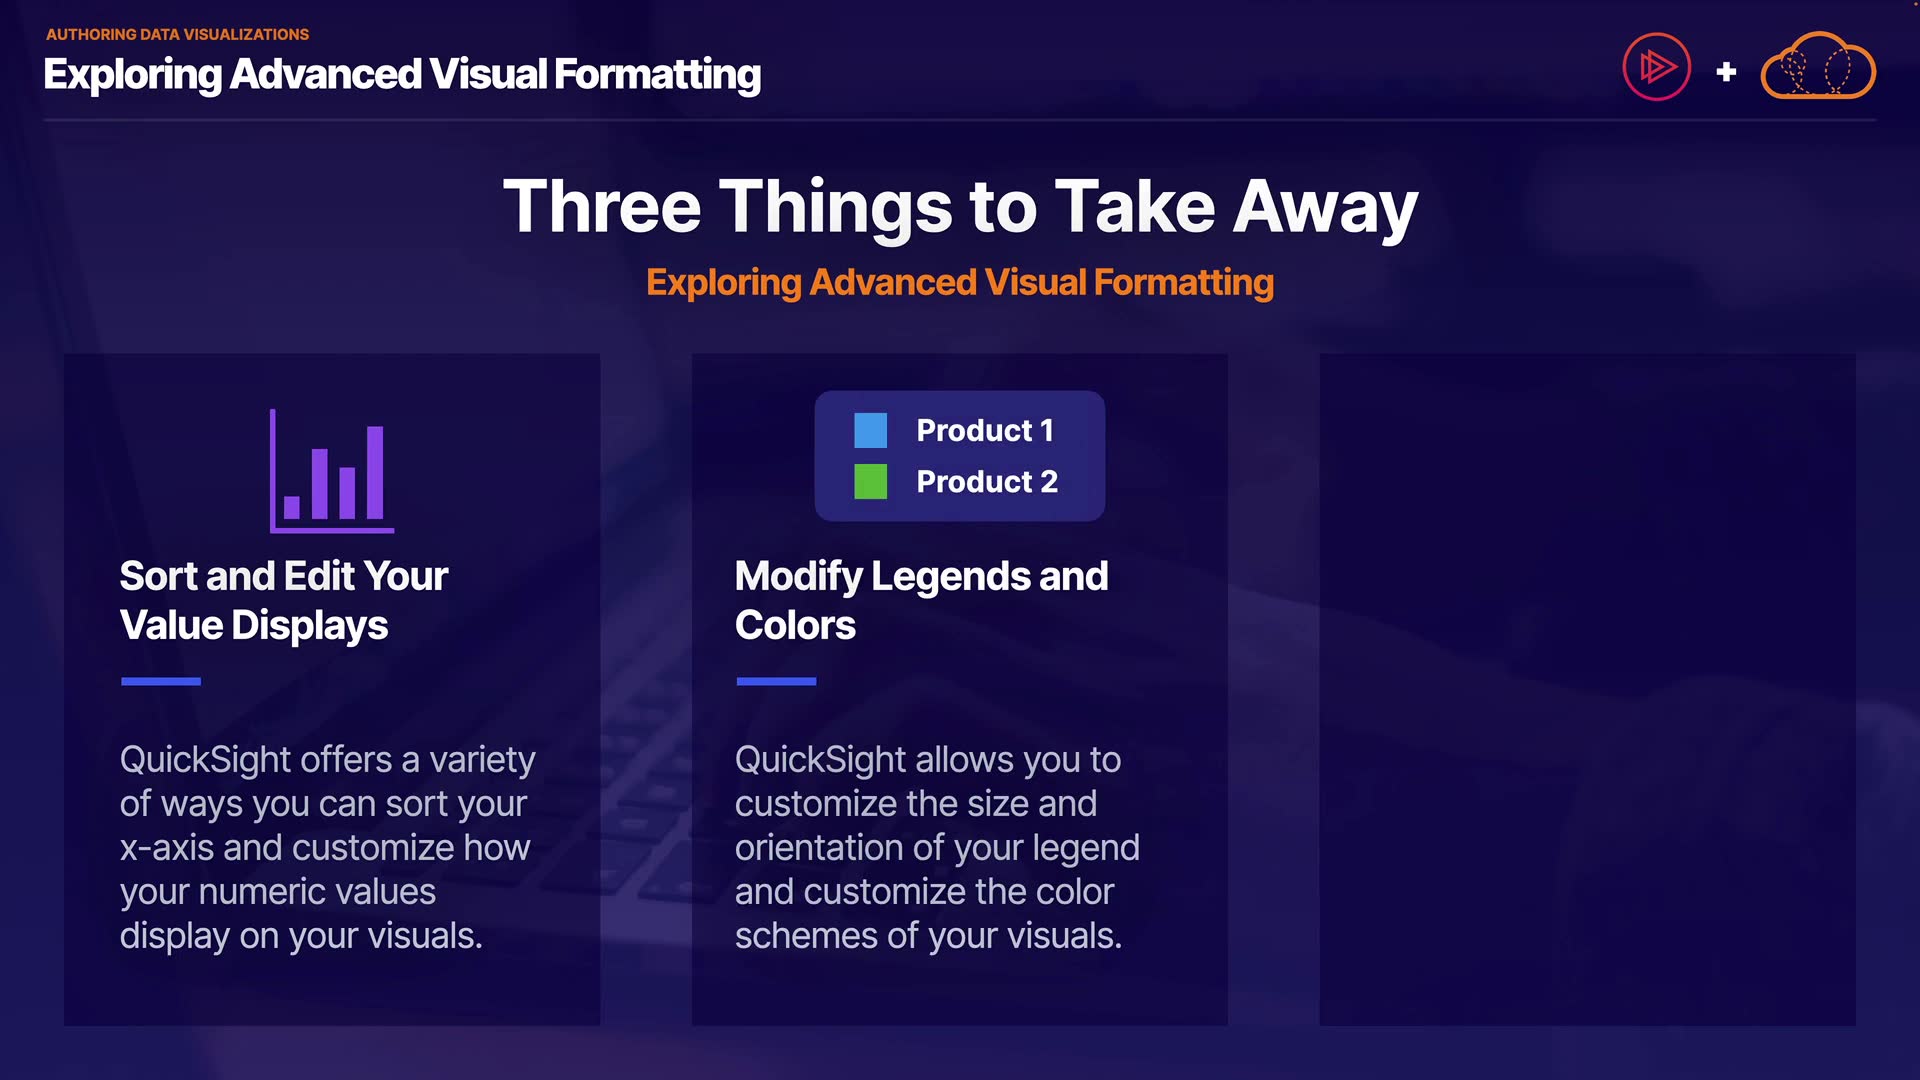 AUTHORING DATA VISUALIZATIONS
Exploring Advanced Visual Formatting
+
Three Things to Take Away
Exploring Advanced Visual Formatting
Product 1
Product 2
Sort and Edit Your
Value Displays
QuickSight offers a variety
of ways you can sort your
x-axis and customize how
your numeric values
display on your visuals.
Modify Legends and
Colors
QuickSight allows you to
customize the size and
orientation of your legend
and customize the color
schemes of your visuals.